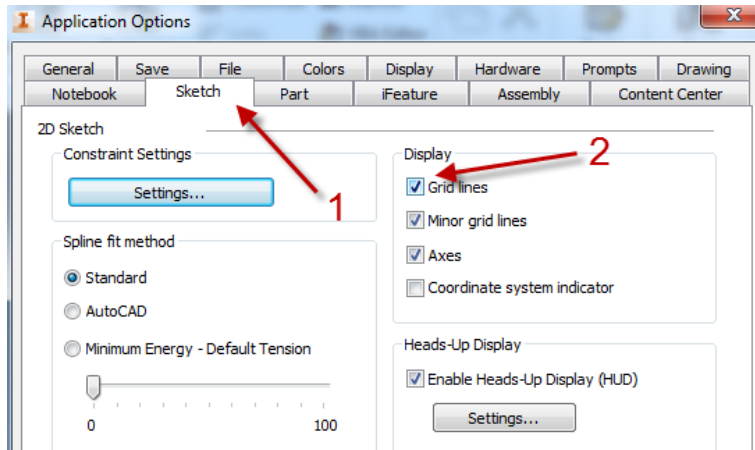 I Application Options
X
General Save File Colors Display Hardware Prompts Drawing
Notebook Sketch Part iFeature Assembly Content Center
2D Sketch
Constraint Settings
Settings...
1
Spline fit method
Standard
AutoCAD
Minimum Energy - Default Tension
0 100
Display
2
Grid lines
Minor grid lines
Axes
Coordinate system indicator
Heads-Up Display
Enable Heads-Up Display (HUD)
Settings...